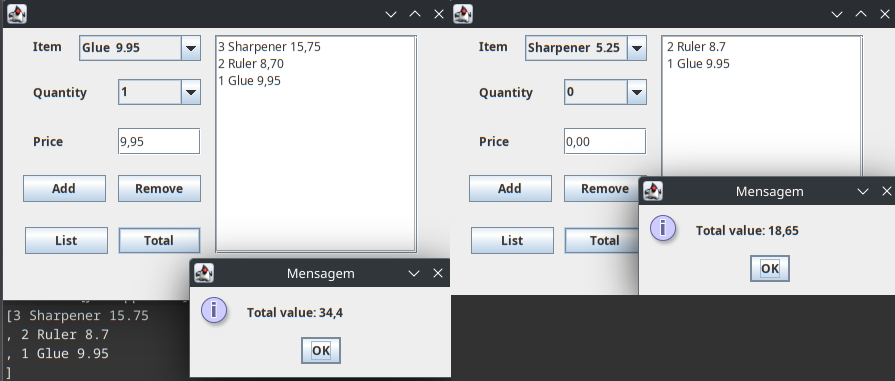 Item
Glue 9.95
Quantity
1
Price
9,95
Add
Remove
List
Total
3 Sharpener 15,75
2 Ruler 8,70
1 Glue 9,95
Mensagem
Total value: 34,4
OK
[3 Sharpener 15.75
, 2 Ruler 8.7
, 1 Glue 9.95
]
Item
Sharpener 5.25
Quantity
0
Price
0,00
Add
Remove
List
Total
2 Ruler 8.7
1 Glue 9.95
Mensagem
Total value: 18,65
OK